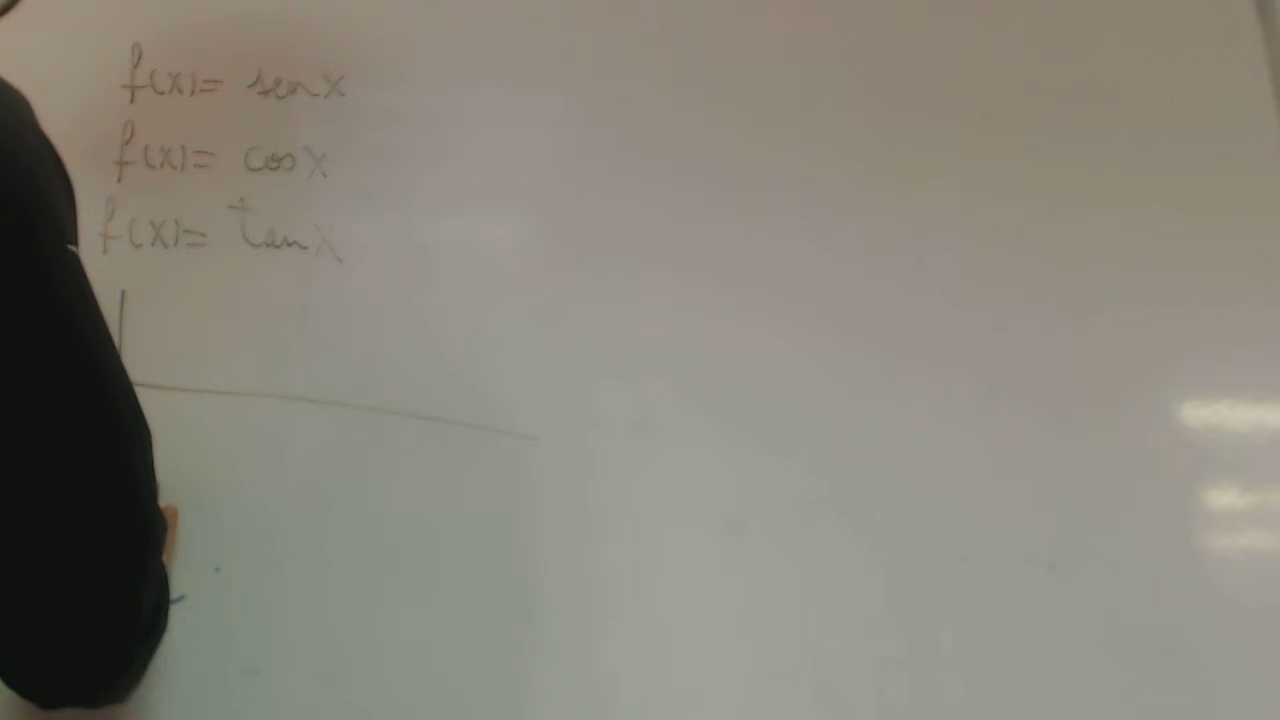 f(x)= sen x
f(x)= cos x
f(x)= tan x